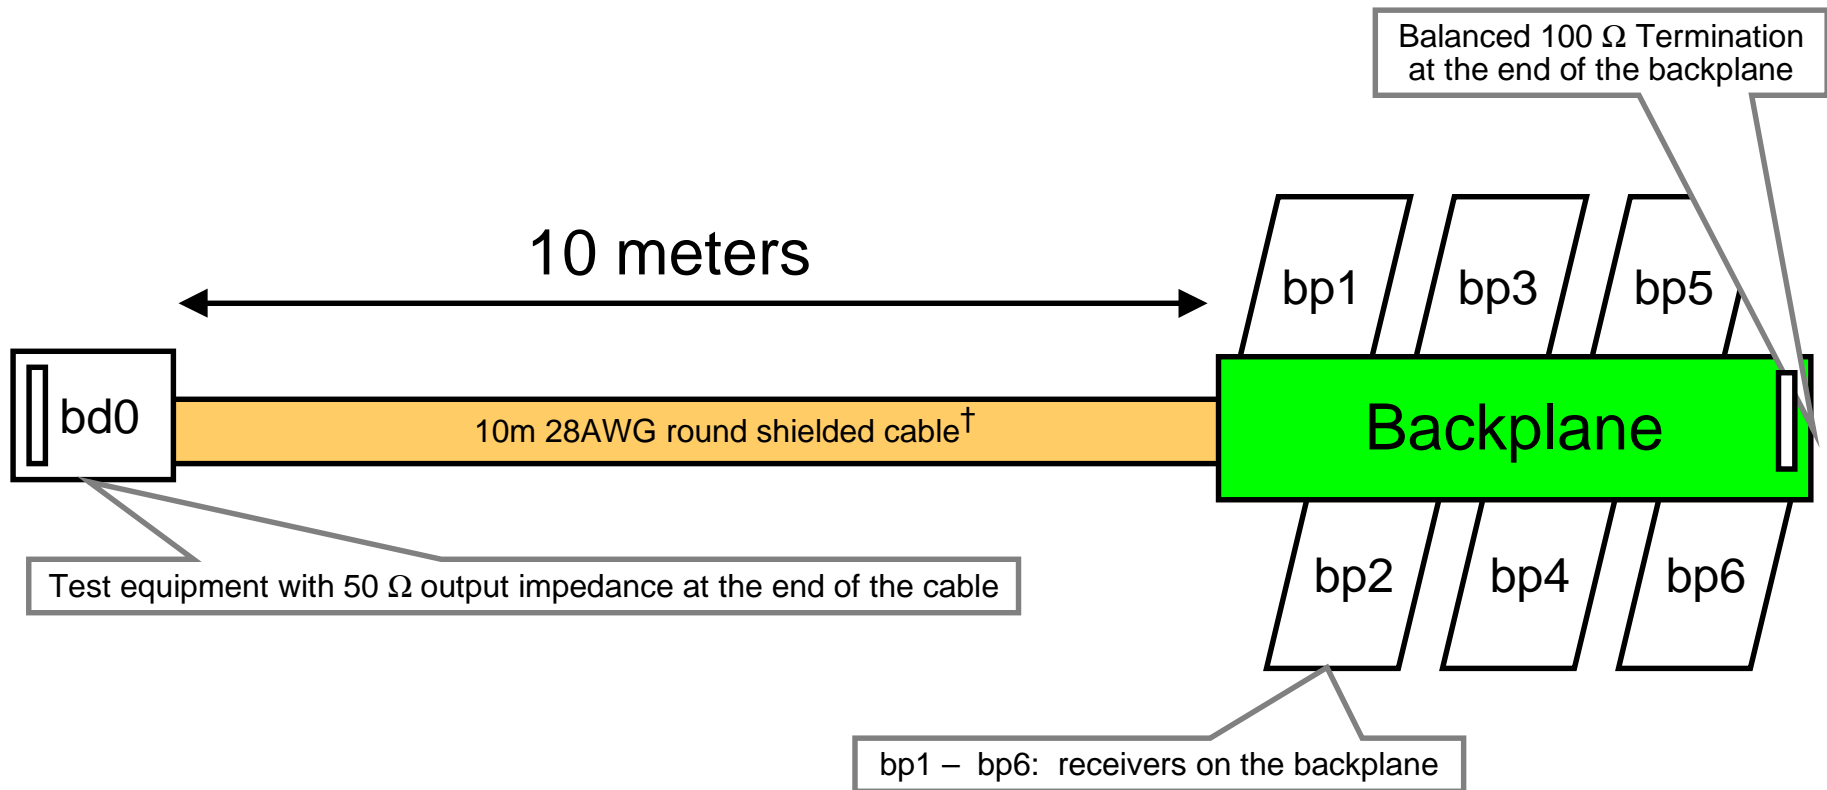 Balanced 100 Ω Termination
at the end of the backplane
10 meters
bp1
bp3
bp5
bd0
10m 28AWG round shielded cable†
Backplane
Test equipment with 50 Ω output impedance at the end of the cable
bp2
bp4
bp6
bp1 – bp6: receivers on the backplane